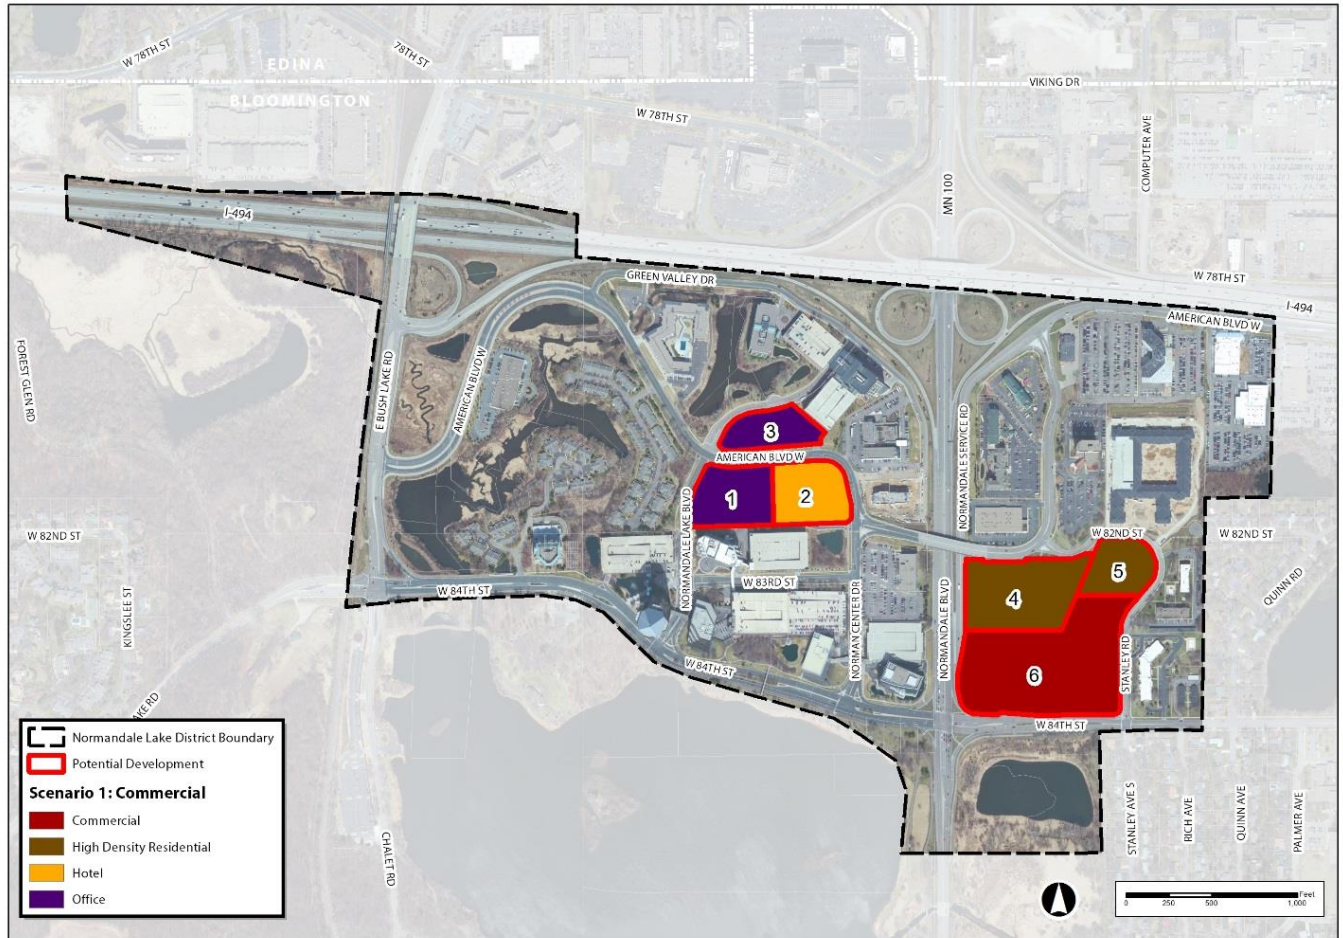 W 78TH ST
78TH ST
EDINA
BLOOMINGTON
VIKING DR
W 78TH ST
COMPUTER AVE
MN 100
I-494
W 78TH ST
GREEN VALLEY DR
I-494
AMERICAN BLVD W
FOREST GLEN RD
E BUSH LAKE RD
AMERICAN BLVD W
NORMANDALE SERVICE RD
3
AMERICAN BLVD W
1
2
NORMANDALE LAKE BLVD
W 82ND ST
W 82ND ST
W 82ND ST
5
QUINN RD
KINGSLEE ST
W 84TH ST
W 83RD ST
4
NORMAN CENTER DR
NORMANDALE BLVD
STANLEY RD
W 84TH ST
6
AKE RD
W 84TH ST
Normandale Lake District Boundary
Potential Development
Scenario 1: Commercial
Commercial
High Density Residential
Hotel
Office
CHALET RD
STANLEY AVE S
RICH AVE
QUINN AVE
PALMER AVE
Feet
0 250 500 1,000